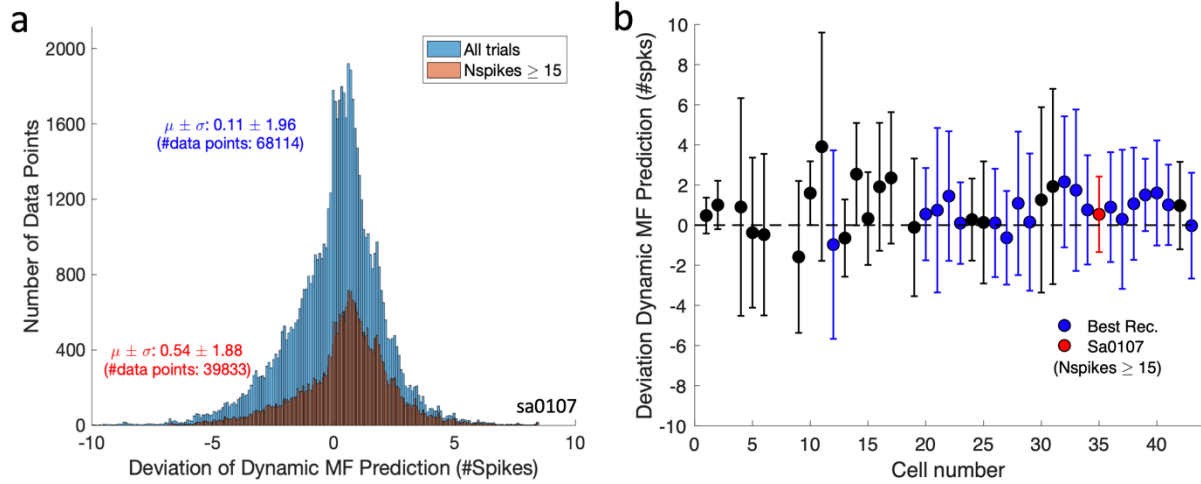 a
Number of Data Points
2000
1600
1200
800
400
0
All trials
Nspikes ≥ 15
μ ± σ: 0.11 ± 1.96
(#data points: 68114)
μ ± σ: 0.54 ± 1.88
(#data points: 39833)
sa0107
-10 -5 0 5 10
Deviation of Dynamic MF Prediction (#Spikes)
b
Deviation Dynamic MF Prediction (#spks)
10
8
6
4
2
0
-2
-4
-6
-8
-10
Best Rec.
Sa0107
(Nspikes ≥ 15)
0 5 10 15 20 25 30 35 40
Cell number